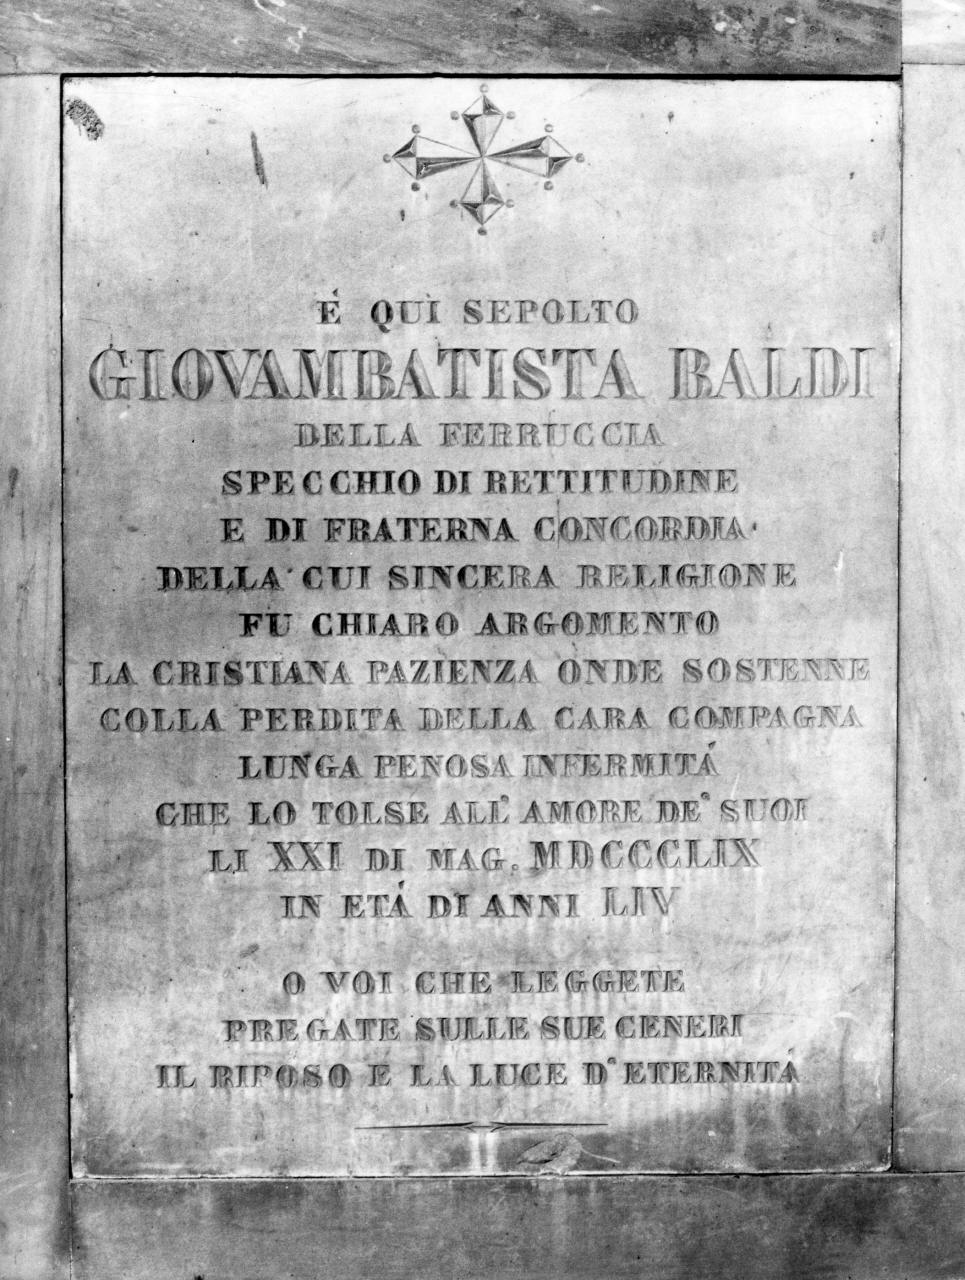 É QUÌ SEPOLTO
GIOVAMBATISTA BALDI
DELLA FERRUCCIA
SPECCHIO DI RETTITUDINE
E DI FRATERNA CONCORDIA
DELLA CUI SINCERA RELIGIONE
FU CHIARO ARGOMENTO
LA CRISTIANA PAZIENZA ONDE SOSTENNE
COLLA PERDITA DELLA CARA COMPAGNA
LUNGA PENOSA INFERMITÁ
CHE LO TOLSE ALL' AMORE DE' SUOI
LI XXI DI MAG. MDCCCLIX
IN ETÁ DI ANNI LIV
O VOI CHE LEGGETE
PREGATE SULLE SUE CENERI
IL RIPOSO E LA LUCE D' ETERNITÁ